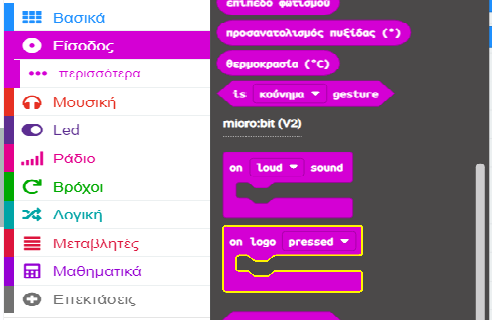 Βασικά
Είσοδος
περισσότερα
Μουσική
Led
Ράδιο
Βρόχοι
Λογική
Μεταβλητές
Μαθηματικά
Επεκτάσεις
επίπεδο φωτισμού
προσανατολισμός πυξίδας (°)
θερμοκρασία (°C)
is κούνημα gesture
micro:bit (V2)
on loud sound
on logo pressed